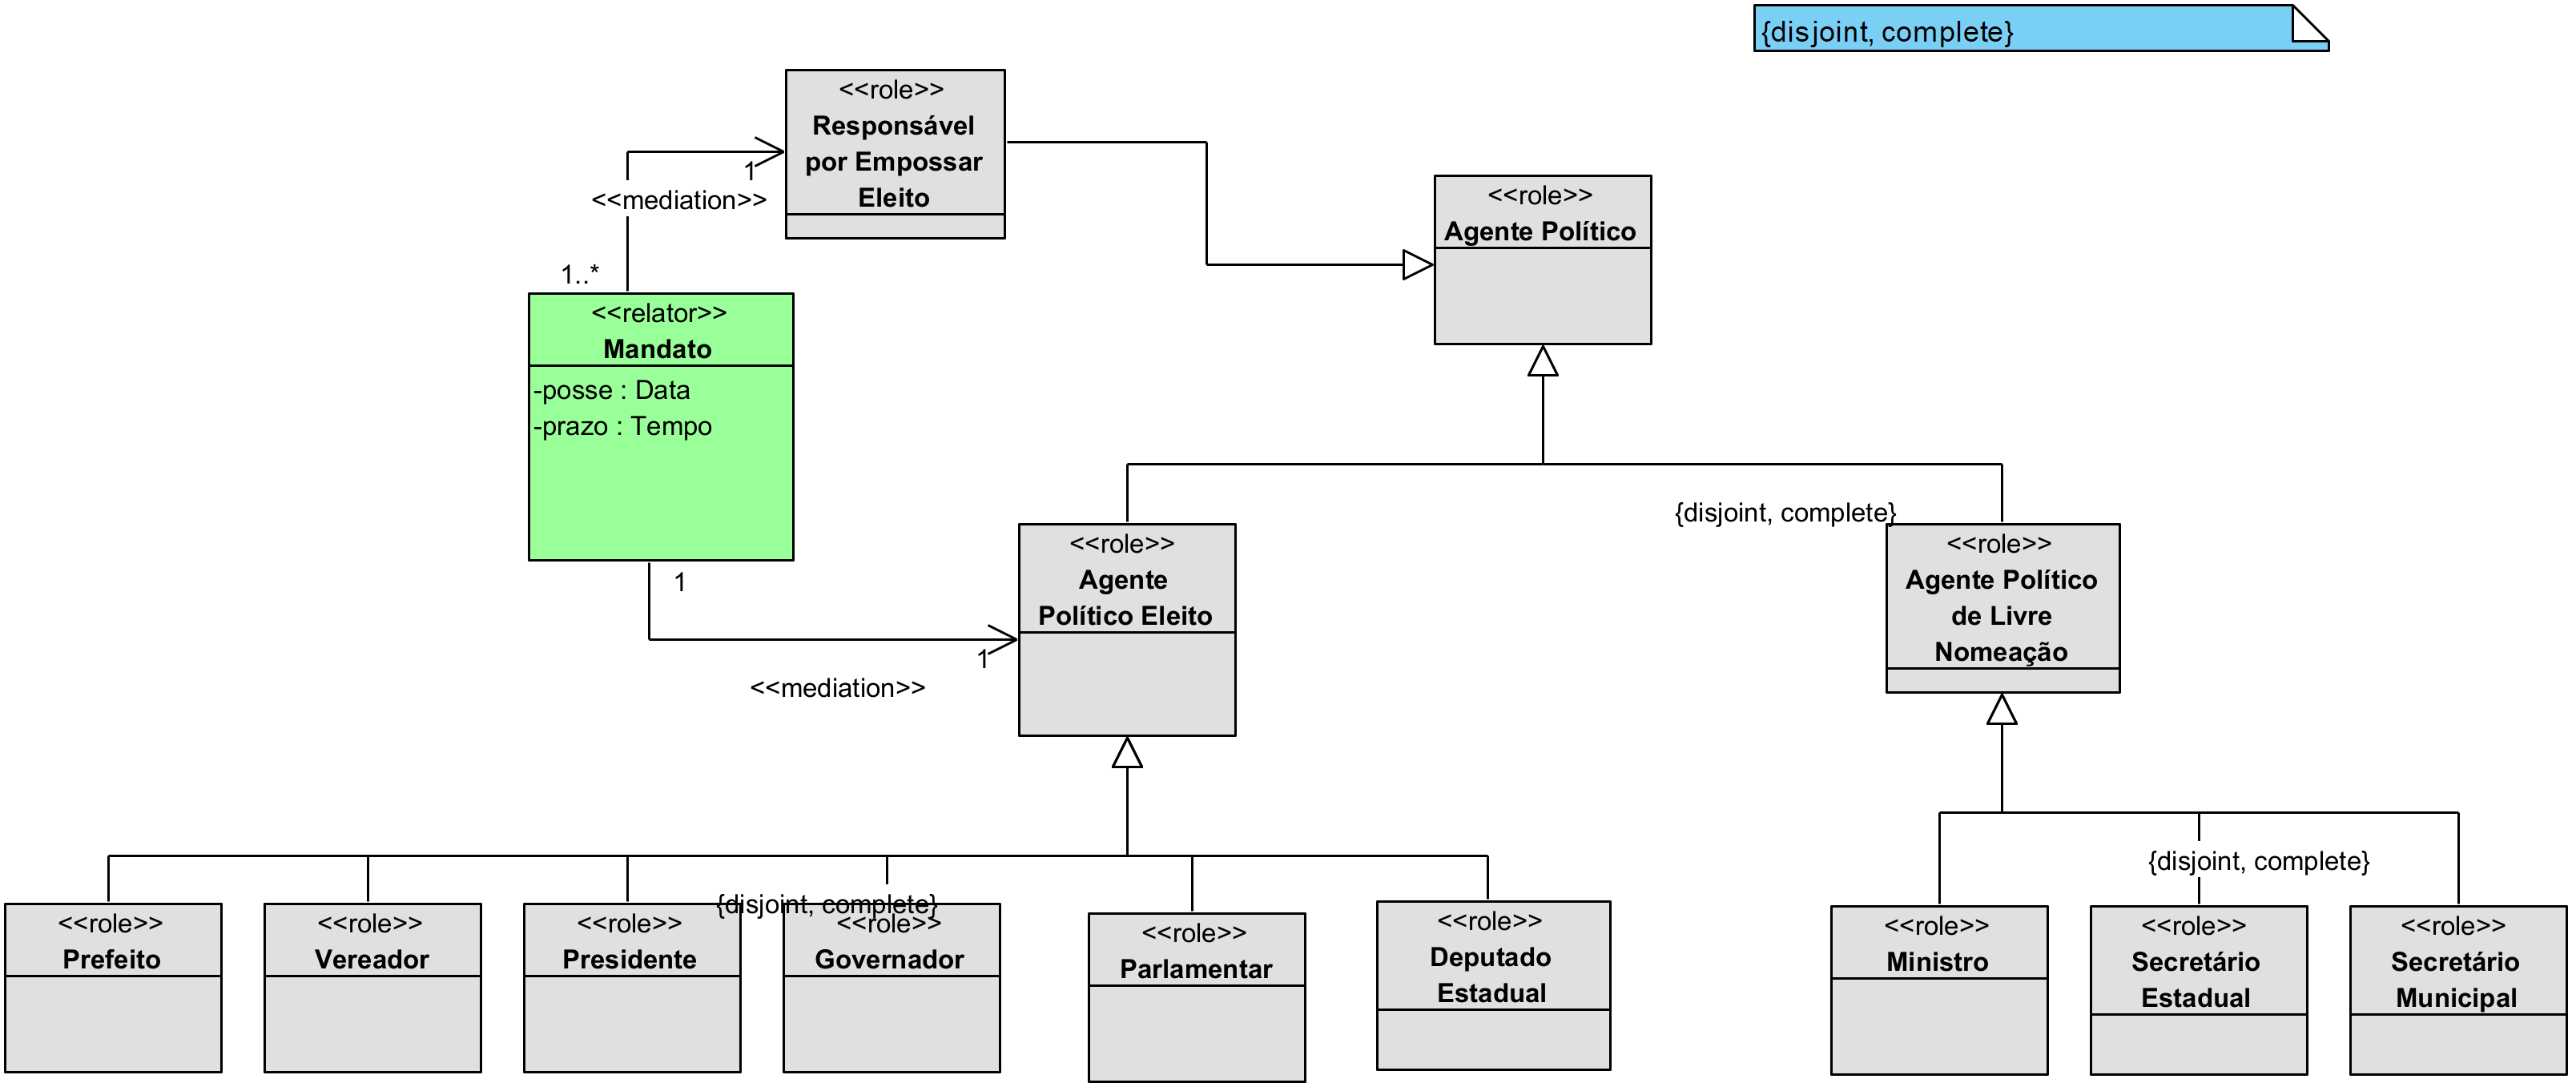 {disjoint, complete}
<<role>>
Responsável
por Empossar
Eleito
1
<<mediation>>
1..*
<<role>>
Agente Político
<<relator>>
Mandato
-posse : Data
-prazo : Tempo
1
1
<<mediation>>
{disjoint, complete}
<<role>>
Agente
Político Eleito
<<role>>
Agente Político
de Livre
Nomeação
{disjoint, complete}
{disjoint, complete}
<<role>>
Prefeito
<<role>>
Vereador
<<role>>
Presidente
<<role>>
Governador
<<role>>
Parlamentar
<<role>>
Deputado
Estadual
<<role>>
Ministro
<<role>>
Secretário
Estadual
<<role>>
Secretário
Municipal